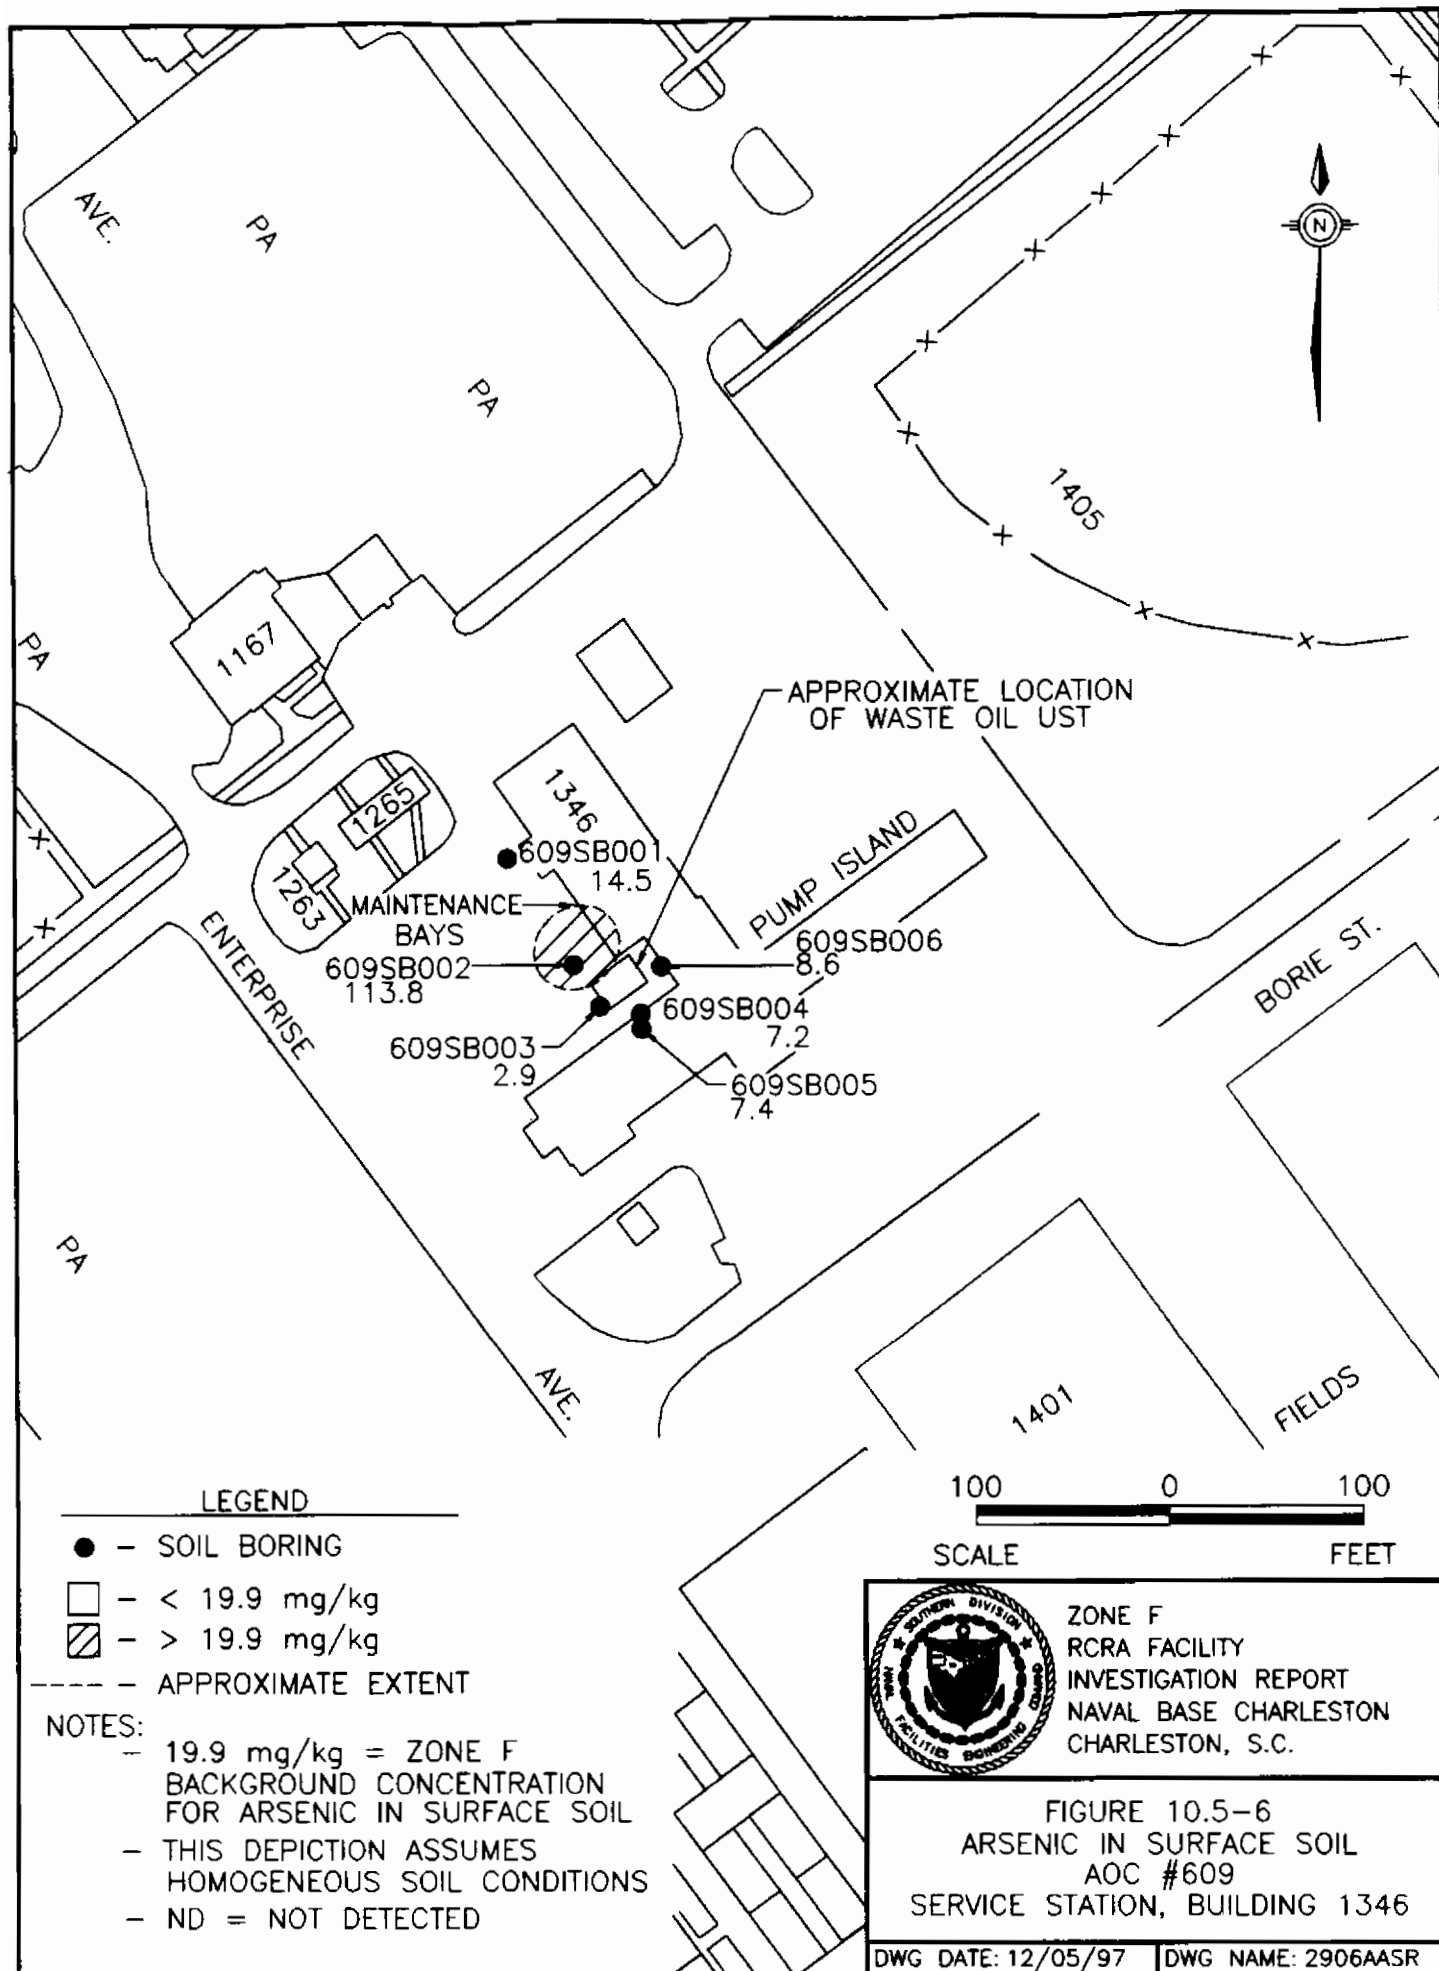 AVE.
PA
PA
1405
PA
1167
APPROXIMATE LOCATION
OF WASTE OIL UST
1346
1265
1263
609SB001
14.5
PUMP ISLAND
MAINTENANCE
BAYS
609SB002
113.8
609SB006
8.6
609SB004
7.2
609SB003
2.9
609SB005
7.4
ENTERPRISE
AVE.
BORIE ST.
PA
1401
FIELDS
N
100 0 100
SCALE FEET
LEGEND
- SOIL BORING
- < 19.9 mg/kg
- > 19.9 mg/kg
---- - APPROXIMATE EXTENT
NOTES:
- 19.9 mg/kg = ZONE F
BACKGROUND CONCENTRATION
FOR ARSENIC IN SURFACE SOIL
- THIS DEPICTION ASSUMES
HOMOGENEOUS SOIL CONDITIONS
- ND = NOT DETECTED
SOUTHERN DIVISION
NAVAL FACILITIES ENGINEERING COMMAND
ZONE F
RCRA FACILITY
INVESTIGATION REPORT
NAVAL BASE CHARLESTON
CHARLESTON, S.C.
FIGURE 10.5-6
ARSENIC IN SURFACE SOIL
AOC #609
SERVICE STATION, BUILDING 1346
DWG DATE: 12/05/97
DWG NAME: 2906AASR